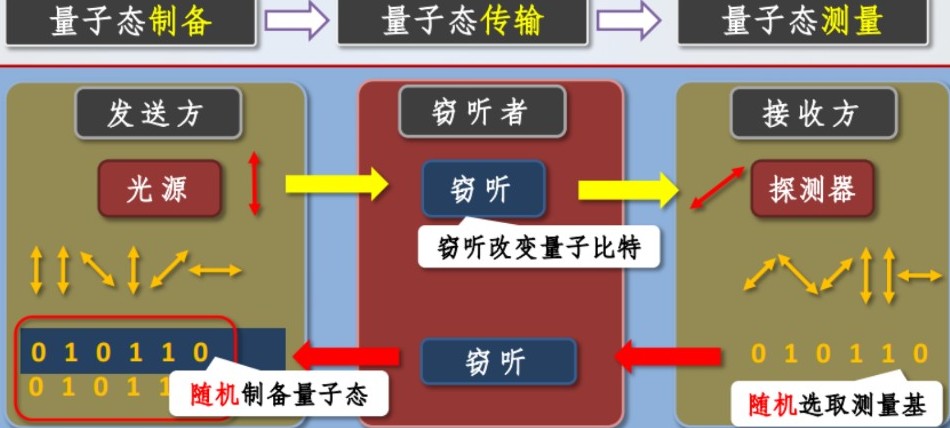 量子态制备
量子态传输
量子态测量
发送方
窃听者
接收方
光源
窃听
探测器
窃听改变量子比特
0 1 0 1 1 0
窃听
0 1 0 1 1 0
0 1 0 1 1
随机制备量子态
随机选取测量基